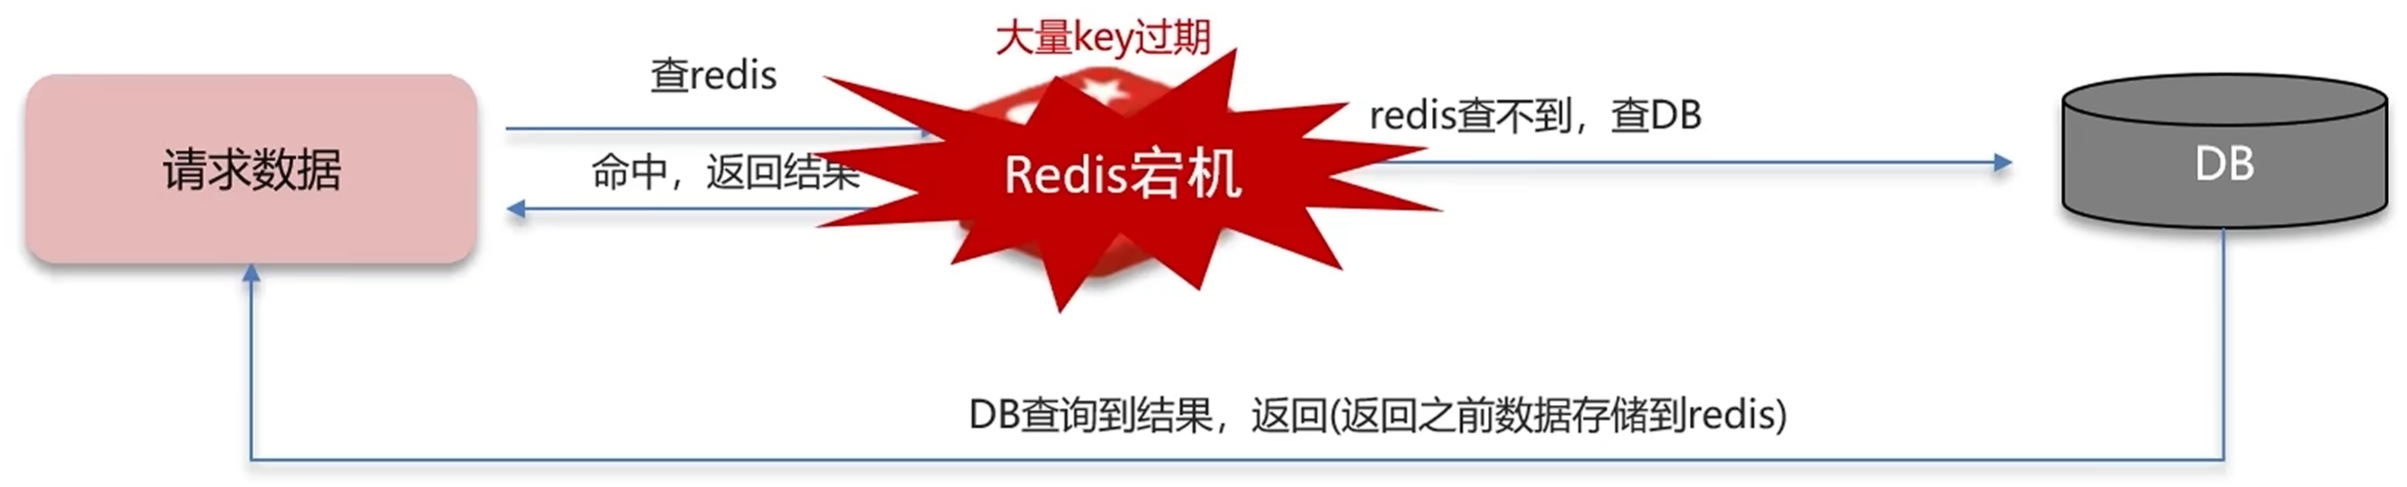 大量key过期
查redis
请求数据
命中，返回结果
Redis宕机
redis查不到，查DB
DB
DB查询到结果，返回(返回之前数据存储到redis)